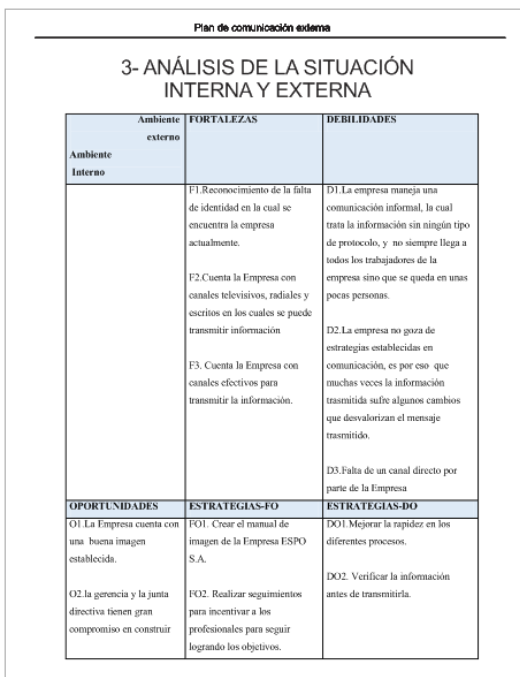 Plan de comunicación externa
3- ANÁLISIS DE LA SITUACIÓN
INTERNA Y EXTERNA
Ambiente
externo
Ambiente
Interno
FORTALEZAS
DEBILIDADES
F1.Reconocimiento de la falta
de identidad en la cual se
encuentra la empresa
actualmente.
F2.Cuenta la Empresa con
canales televisivos, radiales y
escritos en los cuales se puede
transmitir información
F3. Cuenta la Empresa con
canales efectivos para
transmitir la información.
D1.La empresa maneja una
comunicación informal, la cual
trata la información sin ningún tipo
de protocolo, y no siempre llega a
todos los trabajadores de la
empresa sino que se queda en unas
pocas personas.
D2.La empresa no goza de
estrategias establecidas en
comunicación, es por eso que
muchas veces la información
trasmitida sufre algunos cambios
que desvalorizan el mensaje
trasmitido.
D3.Falta de un canal directo por
parte de la Empresa
OPORTUNIDADES
ESTRATEGIAS-FO
ESTRATEGIAS-DO
O1.La Empresa cuenta con
una buena imagen
establecida.
O2.la gerencia y la junta
directiva tienen gran
compromiso en construir
FO1. Crear el manual de
imagen de la Empresa ESPO
S.A.
FO2. Realizar seguimientos
para incentivar a los
profesionales para seguir
logrando los objetivos.
DO1.Mejorar la rapidez en los
diferentes procesos.
DO2. Verificar la información
antes de transmitirla.